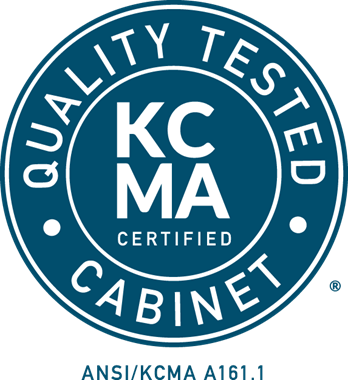 QUALITY TESTED
KC
MA
CERTIFIED
CABINET
®
ANSI/KCMA A161.1